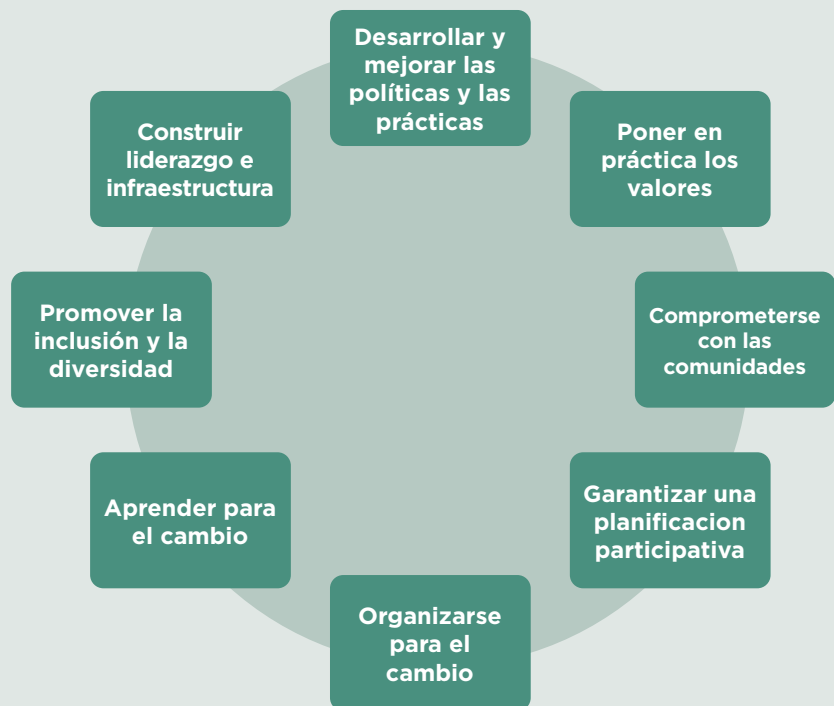 Desarrollar y
mejorar las
políticas y las
prácticas
Poner en
práctica los
valores
Comprometerse
con las
comunidades
Garantizar una
planificacion
participativa
Organizarse
para el
cambio
Aprender para
el cambio
Promover la
inclusión y la
diversidad
Construir
liderazgo e
infraestructura